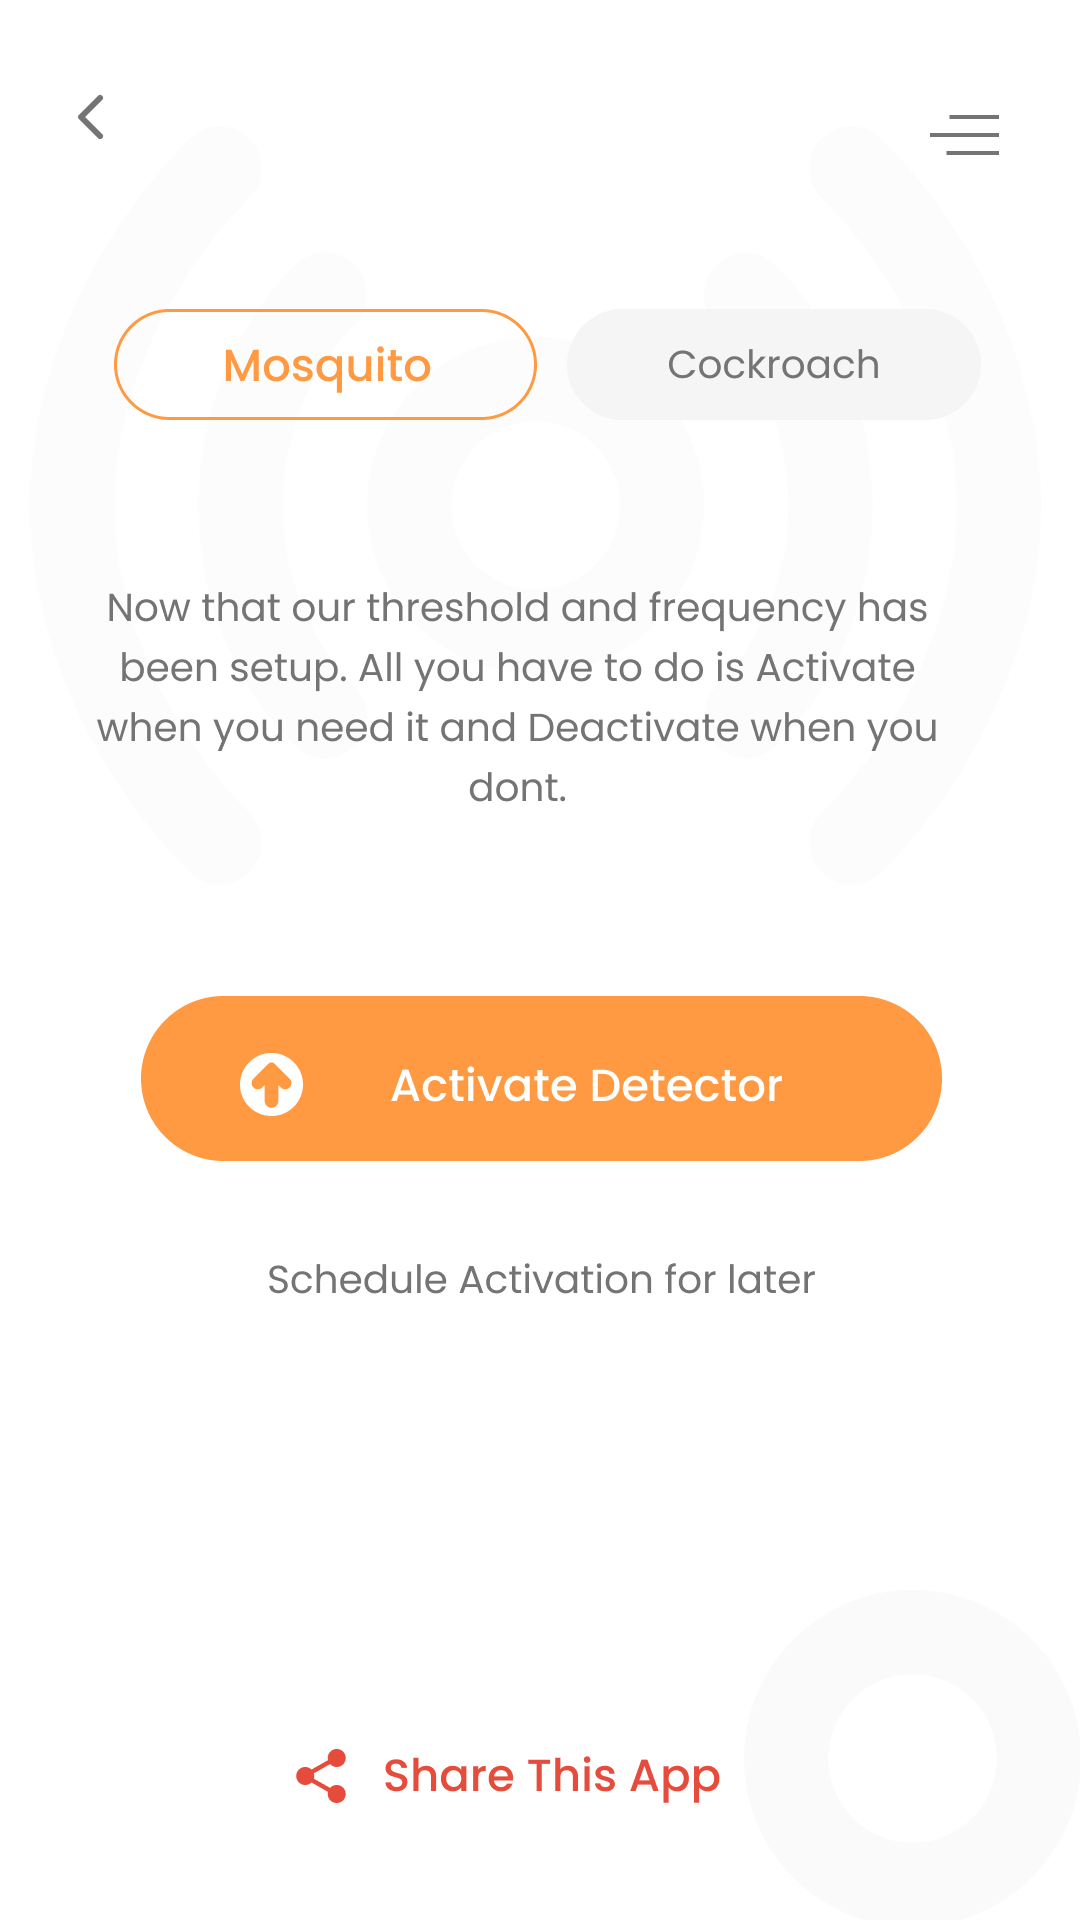 Mosquito
Cockroach
Now that our threshold and frequency has
been setup. All you have to do is Activate
when you need it and Deactivate when you
dont.
Activate Detector
Schedule Activation for later
Share This App